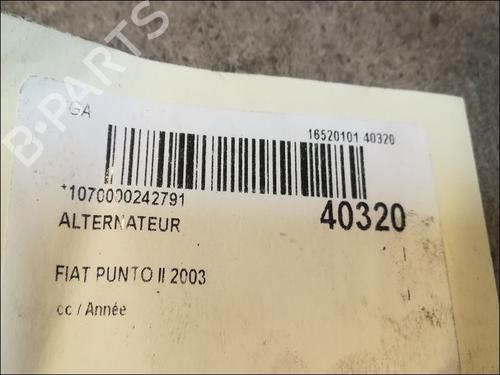 GA
16520101 40320
*1070000242791
40320
ALTERNATEUR
FIAT PUNTO II 2003
cc / Année
B-PARTS